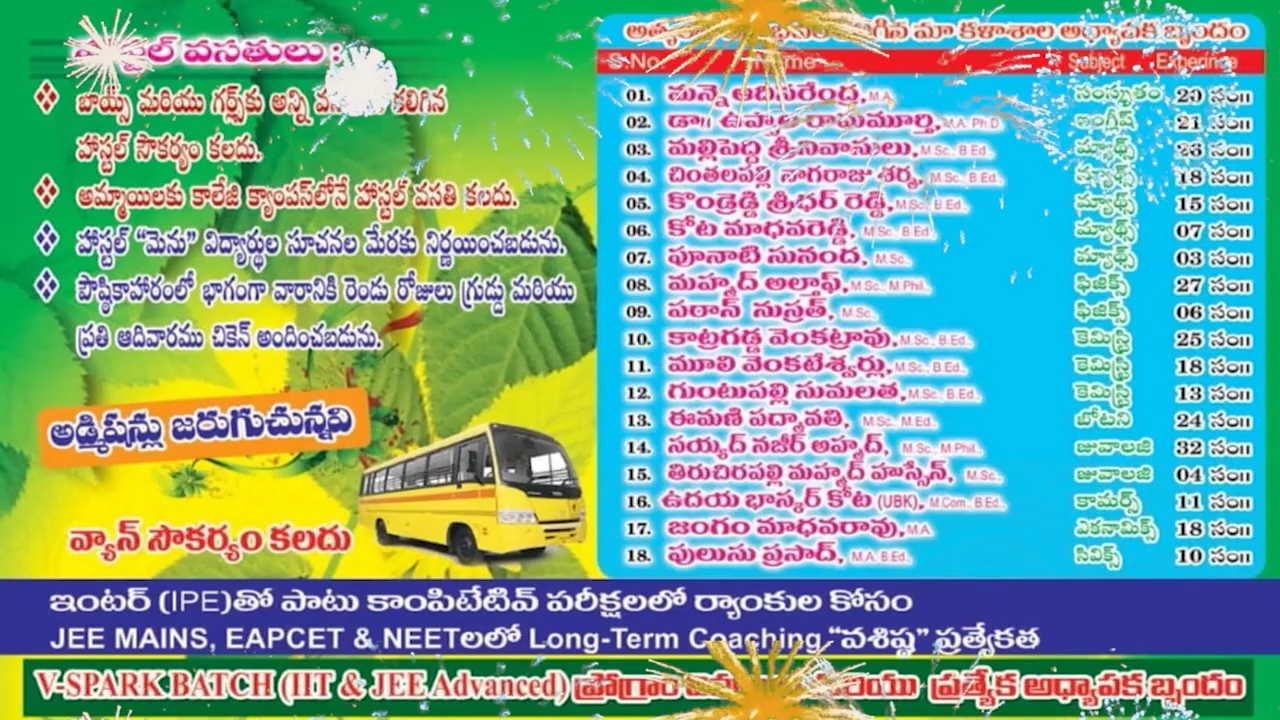 వసతులు :
❖ బాయ్స్ మరియు గర్ల్స్‌కు అన్ని కలిగిన
హాస్టల్ సౌకర్యం కలదు.
❖ అమ్మాయిలకు కాలేజి క్యాంపస్‌లోనే హాస్టల్ వసతి కలదు.
❖ హాస్టల్ “మెను” విద్యార్థుల సూచనల మేరకు నిర్ణయించబడును.
❖ పౌష్ఠికాహారంలో భాగంగా వారానికి రెండు రోజులు గ్రుడ్డు మరియు
ప్రతి ఆదివారము చికెన్ అందించబడును.
అడ్మిషన్లు జరుగుచున్నవి
వ్యాన్ సౌకర్యం కలదు
మా కళాశాల అధ్యాపక బృందం
S.No Name Subject Experince
01. M.A. సంస్కృతం 20 సం॥
02. డా॥ ఉప్పాల రామమూర్తి, M.A. Ph.D ఇంగ్లీష్ 21 సం॥
03. మల్లిపెద్ది శ్రీనివాసులు, M.Sc., B.Ed., మ్యాథ్స్ 23 సం॥
04. చింతలపల్లి నాగరాజు శర్మ, M.Sc., B.Ed., మ్యాథ్స్ 18 సం॥
05. కొండ్రెడ్డి శ్రీధర్ రెడ్డి, M.Sc., B.Ed., మ్యాథ్స్ 15 సం॥
06. కోట మాధవరెడ్డి, M.Sc., B.Ed., మ్యాథ్స్ 07 సం॥
07. పూనాటి సునంద, M.Sc., మ్యాథ్స్ 03 సం॥
08. మహ్మద్ అల్తాఫ్, M.Sc., M.Phil., ఫిజిక్స్ 27 సం॥
09. పఠాన్ నుస్రత్, M.Sc., ఫిజిక్స్ 06 సం॥
10. కాట్రగడ్డ వెంకట్రావు, M.Sc., B.Ed., కెమిస్ట్రి 25 సం॥
11. మూలి వెంకటేశ్వర్లు, M.Sc., B.Ed., కెమిస్ట్రి 18 సం॥
12. గుంటుపల్లి సుమలత, M.Sc., B.Ed., కెమిస్ట్రి 13 సం॥
13. ఈమణి పద్మావతి, M.Sc., M.Ed., బోటని 24 సం॥
14. సయ్యద్ నజీర్ అహ్మద్, M.Sc., M.Phil., జువాలజి 32 సం॥
15. తిరుచిరపల్లి మహ్మద్ హుస్సేన్, M.Sc., జువాలజి 04 సం॥
16. ఉదయ భాస్కర్ కోట (UBK), M.Com., B.Ed., కామర్స్ 11 సం॥
17. జంగం మాధవరావు, M.A. ఎకనామిక్స్ 18 సం॥
18. పులుసు ప్రసాద్, M.A. B.Ed., సివిక్స్ 10 సం॥
ఇంటర్ (IPE)తో పాటు కాంపిటేటివ్ పరీక్షలలో ర్యాంకుల కోసం
JEE MAINS, EAPCET & NEETలలో Long-Term Coaching “వశిష్ట” ప్రత్యేకత
V-SPARK BATCH (IIT & JEE Advanced) ప్రోగ్రాం మరియు ప్రత్యేక అధ్యాపక బృందం